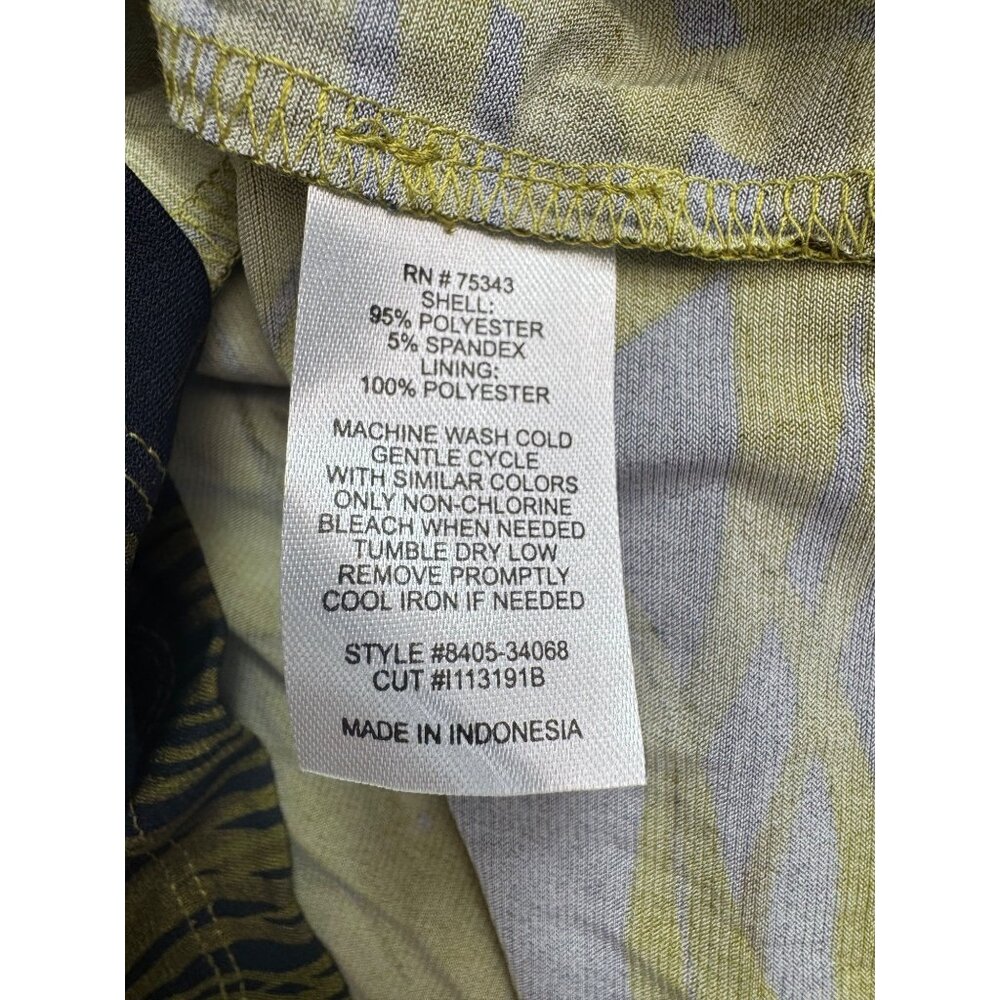 RN # 75343
SHELL:
95% POLYESTER
5% SPANDEX
LINING:
100% POLYESTER
MACHINE WASH COLD
GENTLE CYCLE
WITH SIMILAR COLORS
ONLY NON-CHLORINE
BLEACH WHEN NEEDED
TUMBLE DRY LOW
REMOVE PROMPTLY
COOL IRON IF NEEDED
STYLE #8405-34068
CUT #I113191B
MADE IN INDONESIA